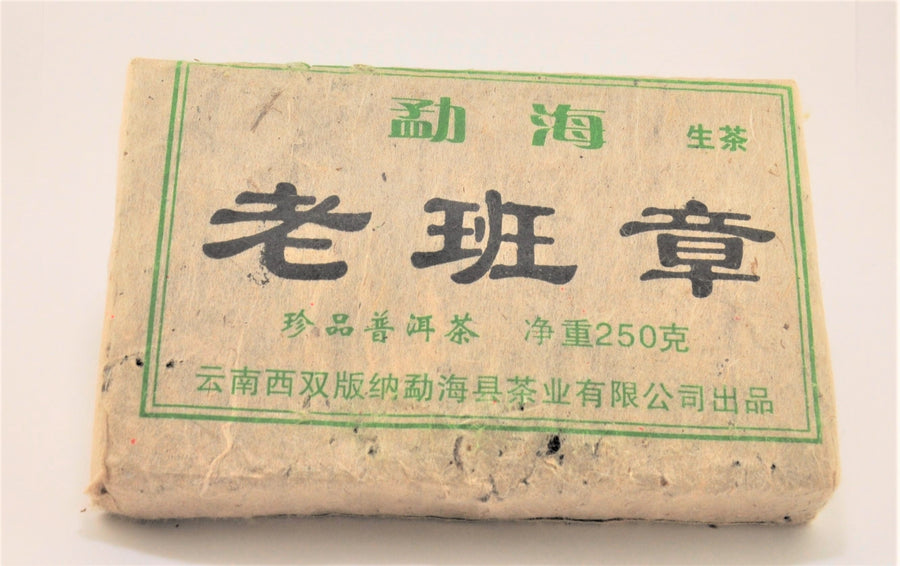 勐海 生茶
老班章
珍品普洱茶 净重250克
云南西双版纳勐海县茶业有限公司出品